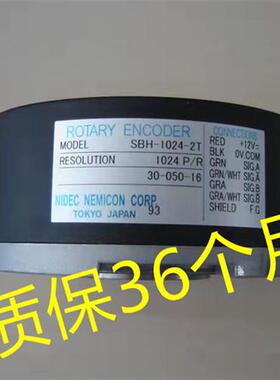 ROTARY ENCODER
MODEL SBH-1024-2T
RESOLUTION 1024 P/R
30-050-16
NIDEC NEMICON CORP.
TOKYO JAPAN 93
CONNECTIONS
RED +12V=
BLK 0V.COM
GRN SIG.A
GRN/WHT SIG.A̅
GRA SIG.B
GRA/WHT SIG.B̅
SHIELD F.G
质保36个月